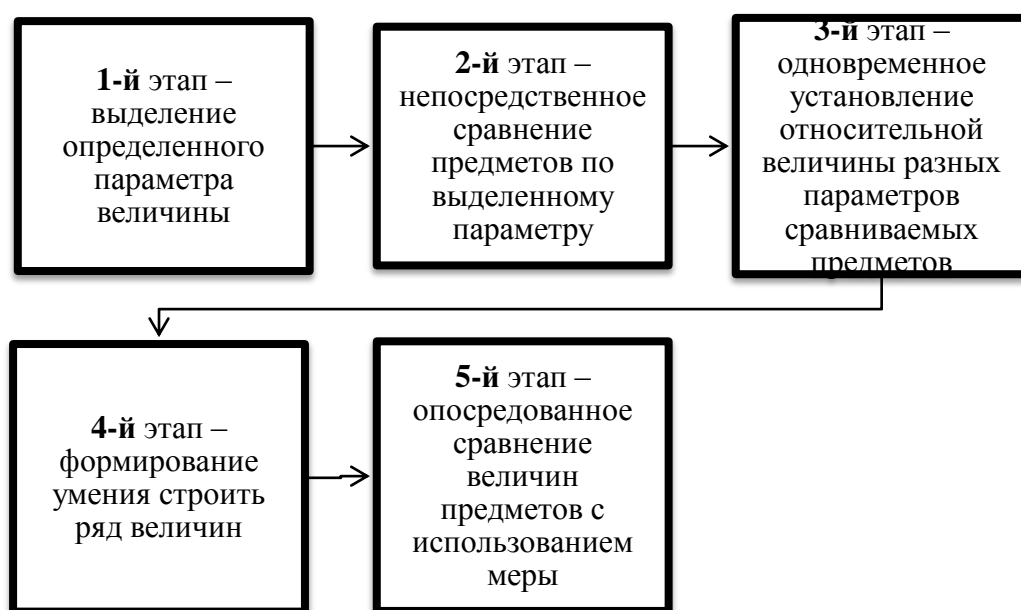 1-й этап –
выделение
определенного
параметра
величины
2-й этап –
непосредственное
сравнение
предметов по
выделенному
параметру
3-й этап –
одновременное
установление
относительной
величины разных
параметров
сравниваемых
предметов
4-й этап –
формирование
умения строить
ряд величин
5-й этап –
опосредованное
сравнение
величин
предметов с
использованием
меры